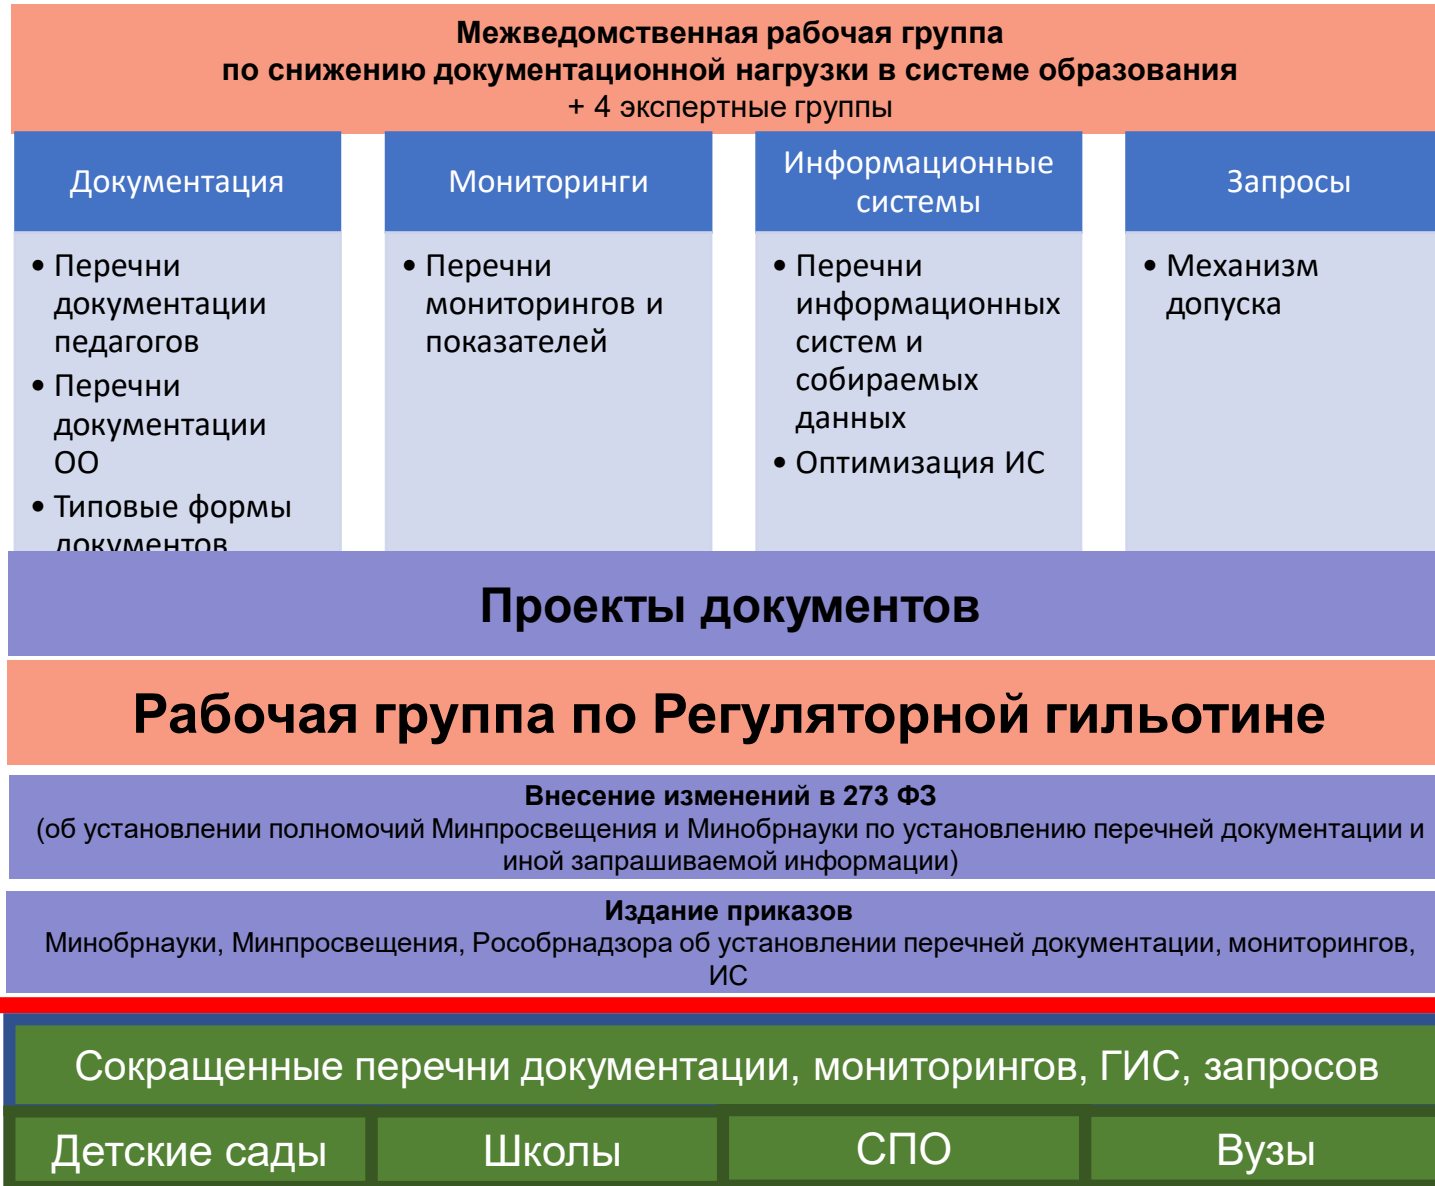 Межведомственная рабочая группа
по снижению документационной нагрузки в системе образования
+ 4 экспертные группы
Документация
Мониторинги
Информационные
системы
Запросы
• Перечни
документации
педагогов
• Перечни
документации
ОО
• Типовые формы
документов
• Перечни
мониторингов и
показателей
• Перечни
информационных
систем и
собираемых
данных
• Оптимизация ИС
• Механизм
допуска
Проекты документов
Рабочая группа по Регуляторной гильотине
Внесение изменений в 273 ФЗ
(об установлении полномочий Минпросвещения и Минобрнауки по установлению перечней документации и
иной запрашиваемой информации)
Издание приказов
Минобрнауки, Минпросвещения, Рособрнадзора об установлении перечней документации, мониторингов,
ИС
Сокращенные перечни документации, мониторингов, ГИС, запросов
Детские сады
Школы
СПО
Вузы